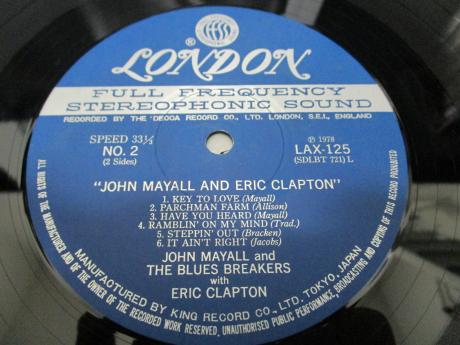 ®
LONDON
FULL FREQUENCY
STEREOPHONIC SOUND
RECORDED BY THE "DECCA RECORD CO., LTD. LONDON, S.E.I., ENGLAND
SPEED 33⅓
NO. 2
(2 Sides)
℗ 1978
LAX-125
(SDLBT 721) L
"JOHN MAYALL AND ERIC CLAPTON"
1. KEY TO LOVE (Mayall)
2. PARCHMAN FARM (Allison)
3. HAVE YOU HEARD (Mayall)
4. RAMBLIN' ON MY MIND (Trad.)
5. STEPPIN' OUT (Bracken)
6. IT AIN'T RIGHT (Jacobs)
JOHN MAYALL and
THE BLUES BREAKERS
with
ERIC CLAPTON
MANUFACTURED BY KING RECORD CO., LTD. TOKYO, JAPAN
ALL RIGHTS OF THE MANUFACTURER AND OF THE OWNER OF THE RECORDED WORK RESERVED, UNAUTHORISED PUBLIC PERFORMANCE, BROADCASTING AND COPYING OF THIS RECORD PROHIBITED